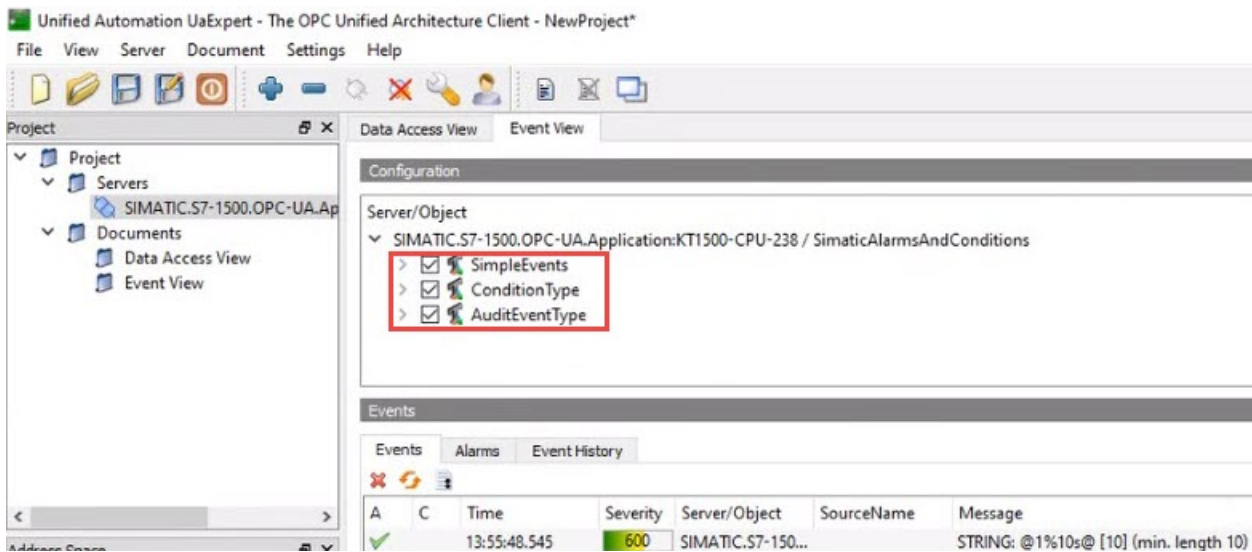 Unified Automation UaExpert - The OPC Unified Architecture Client - NewProject*
File View Server Document Settings Help
Project
Project
Servers
SIMATIC.S7-1500.OPC-UA.Ap
Documents
Data Access View
Event View
Data Access View Event View
Configuration
Server/Object
SIMATIC.S7-1500.OPC-UA.Application:KT1500-CPU-238 / SimaticAlarmsAndConditions
SimpleEvents
ConditionType
AuditEventType
Events
Events Alarms Event History
A C Time Severity Server/Object SourceName Message
13:55:48.545 600 SIMATIC.S7-150... STRING: @1%10s@ [10] (min. length 10)
Address Space